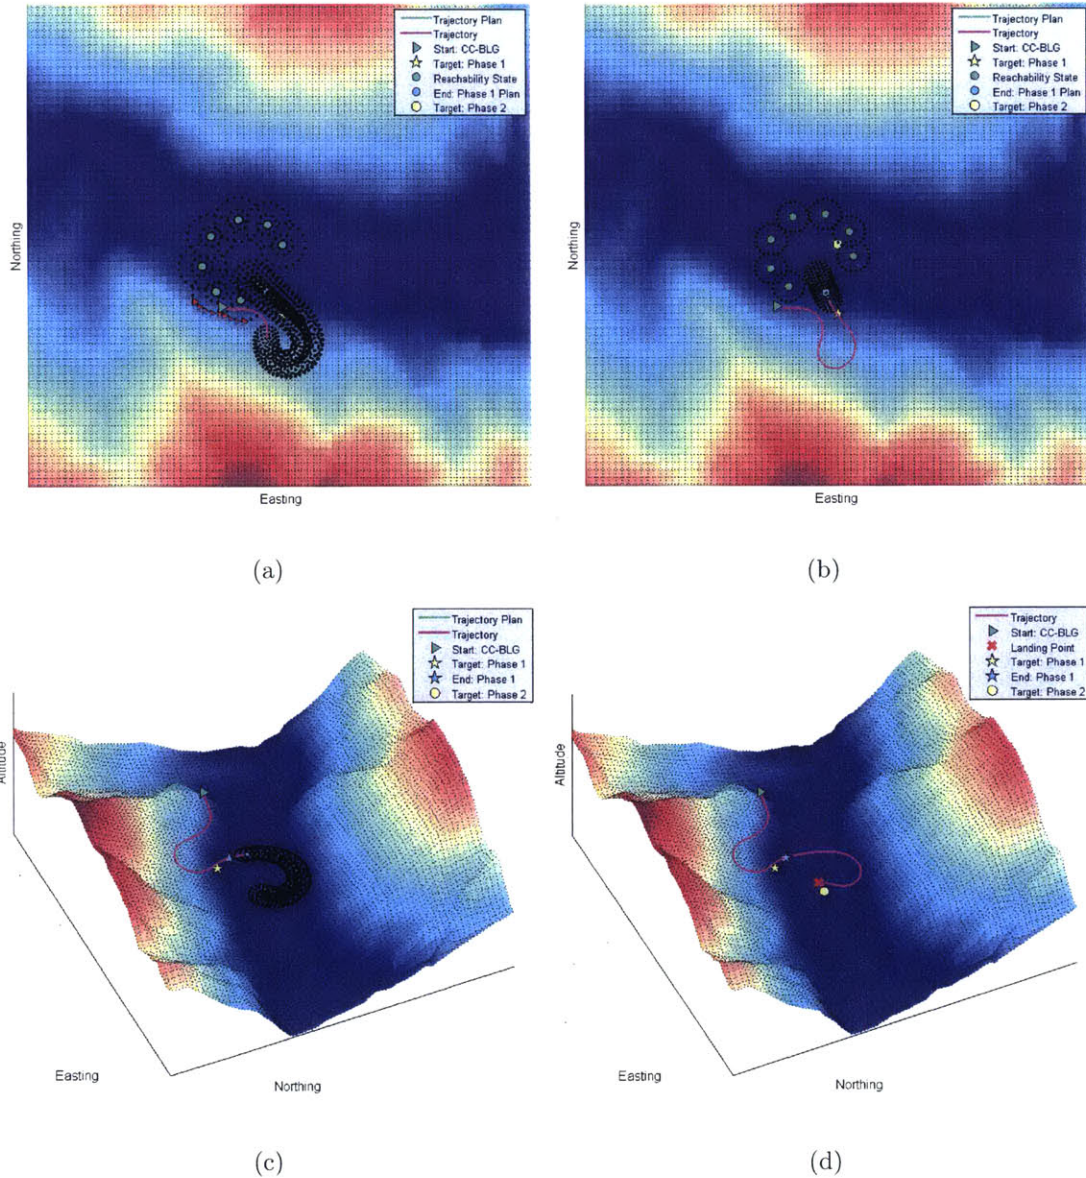 Trajectory Plan
Trajectory
Start: CC-BLG
Target: Phase 1
Reachability State
End: Phase 1 Plan
Target: Phase 2
Northing
Easting
(a)
Trajectory Plan
Trajectory
Start: CC-BLG
Target: Phase 1
Reachability State
End: Phase 1 Plan
Target: Phase 2
Northing
Easting
(b)
Trajectory Plan
Trajectory
Start: CC-BLG
Target: Phase 1
End: Phase 1
Target: Phase 2
Altitude
Easting
Northing
(c)
Trajectory
Start: CC-BLG
Landing Point
Target: Phase 1
End: Phase 1
Target: Phase 2
Altitude
Easting
Northing
(d)